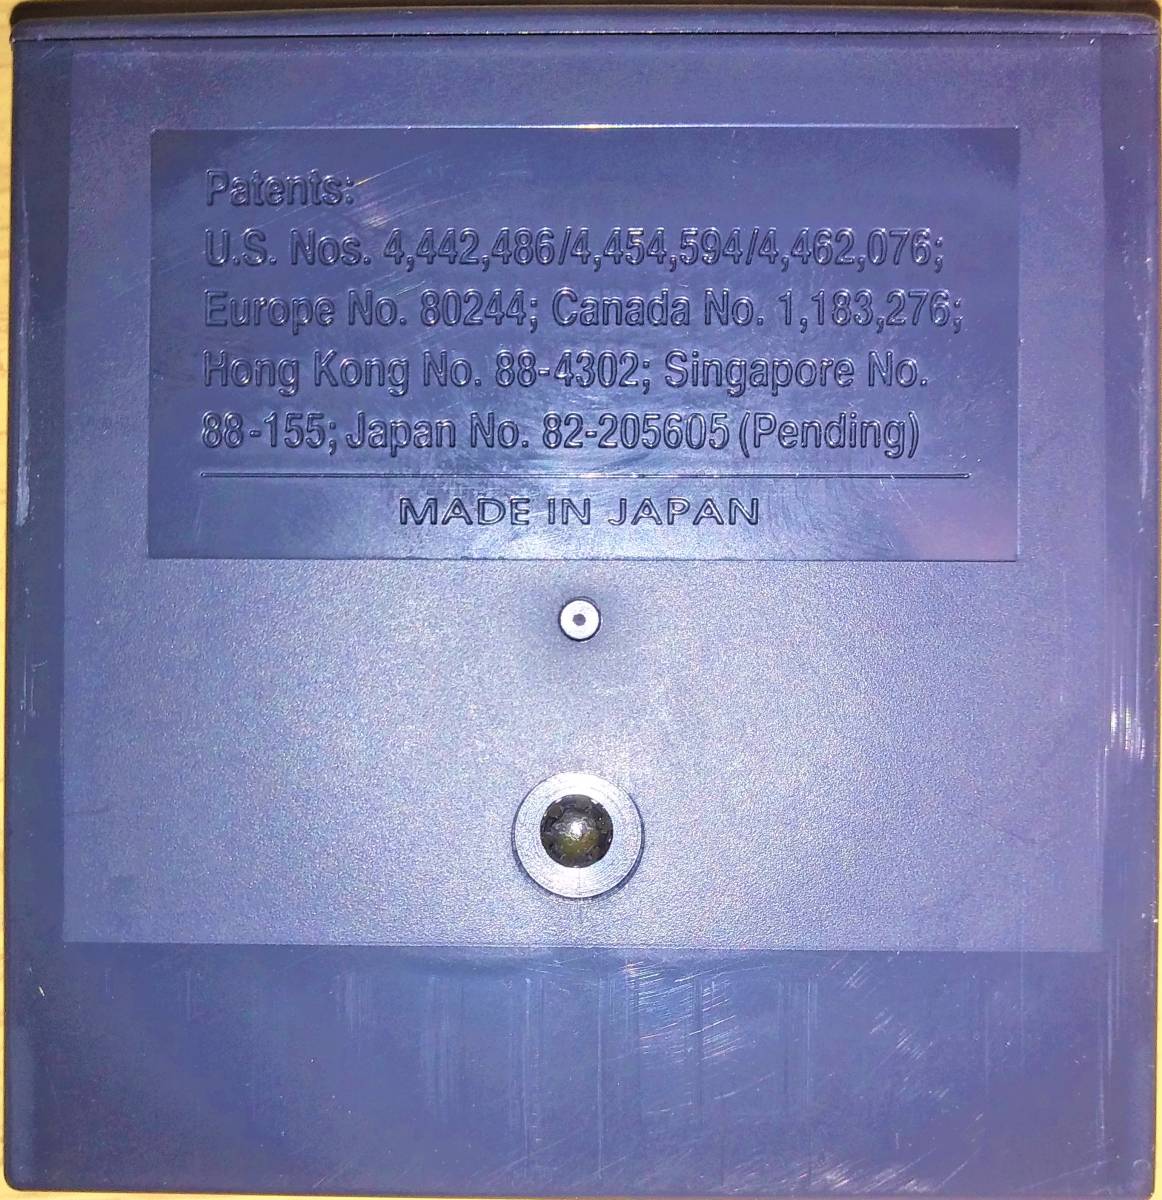 Patents:
U.S. Nos. 4,442,486/4,454,594/4,462,076;
Europe No. 80244; Canada No. 1,183,276;
Hong Kong No. 88-4302; Singapore No.
88-155; Japan No. 82-205605 (Pending)
MADE IN JAPAN